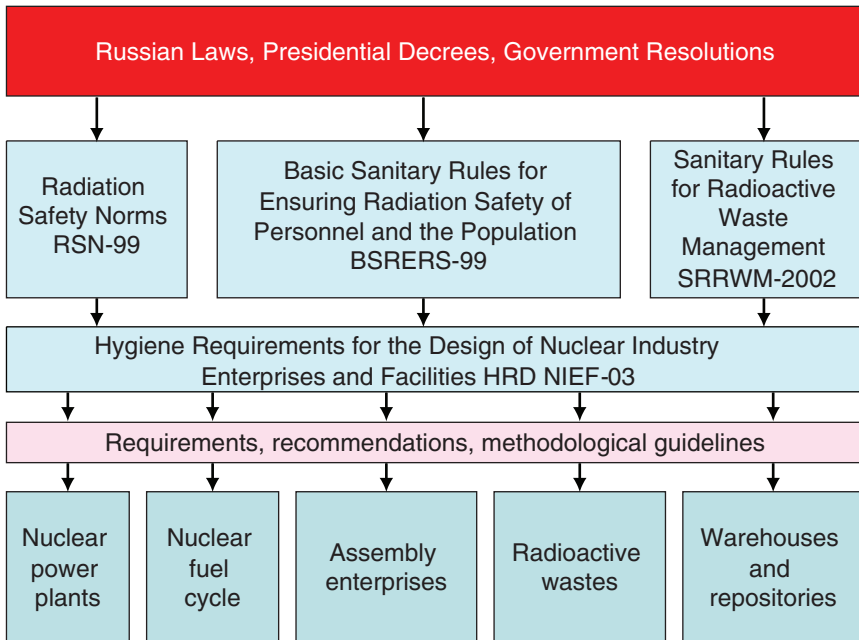 Russian Laws, Presidential Decrees, Government Resolutions
Radiation
Safety Norms
RSN-99
Basic Sanitary Rules for
Ensuring Radiation Safety of
Personnel and the Population
BSRERS-99
Sanitary Rules
for Radioactive
Waste
Management
SRRWM-2002
Hygiene Requirements for the Design of Nuclear Industry
Enterprises and Facilities HRD NIEF-03
Requirements, recommendations, methodological guidelines
Nuclear
power
plants
Nuclear
fuel
cycle
Assembly
enterprises
Radioactive
wastes
Warehouses
and
repositories